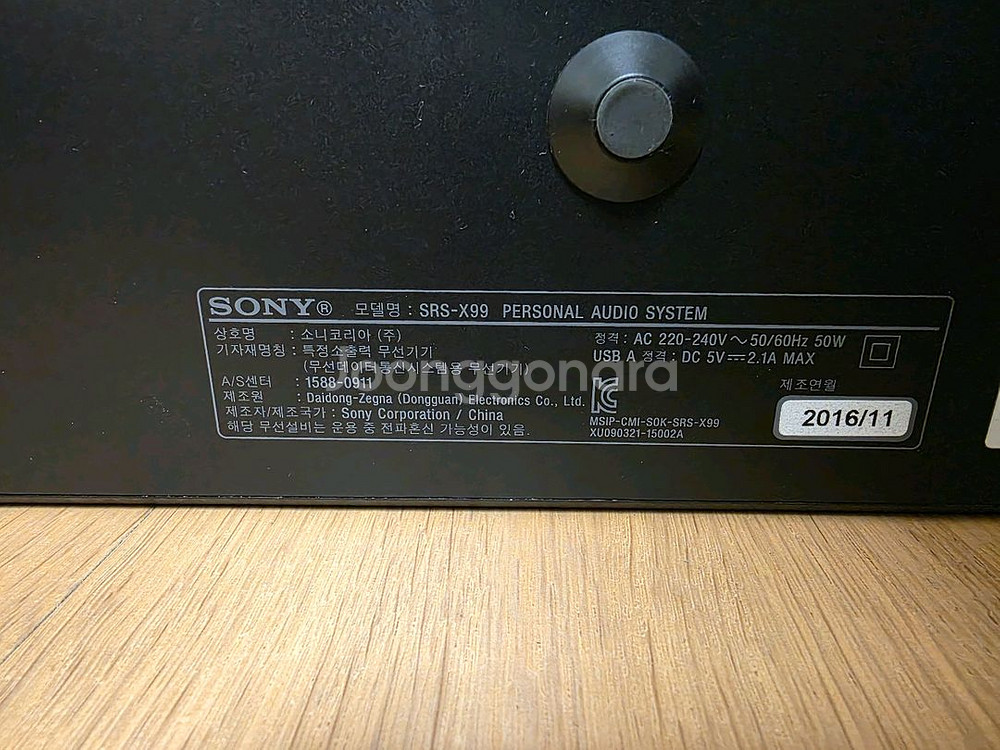 SONY® 모델명 : SRS-X99 PERSONAL AUDIO SYSTEM
상호명 : 소니코리아 (주)
기자재명칭 : 특정소출력 무선기기
(무선데이터통신시스템용 무선기기)
A/S센터 : 1588-0911
제조원 : Daidong-Zegna (Dongguan) Electronics Co., Ltd.
제조자/제조국가 : Sony Corporation / China
해당 무선설비는 운용 중 전파혼신 가능성이 있음.
정격 : AC 220-240V ~ 50/60Hz 50W
USB A 정격 : DC 5V ⎓ 2.1A MAX
MSIP-CMI-SOK-SRS-X99
XU090321-15002A
제조연월
2016/11
Joonggonara